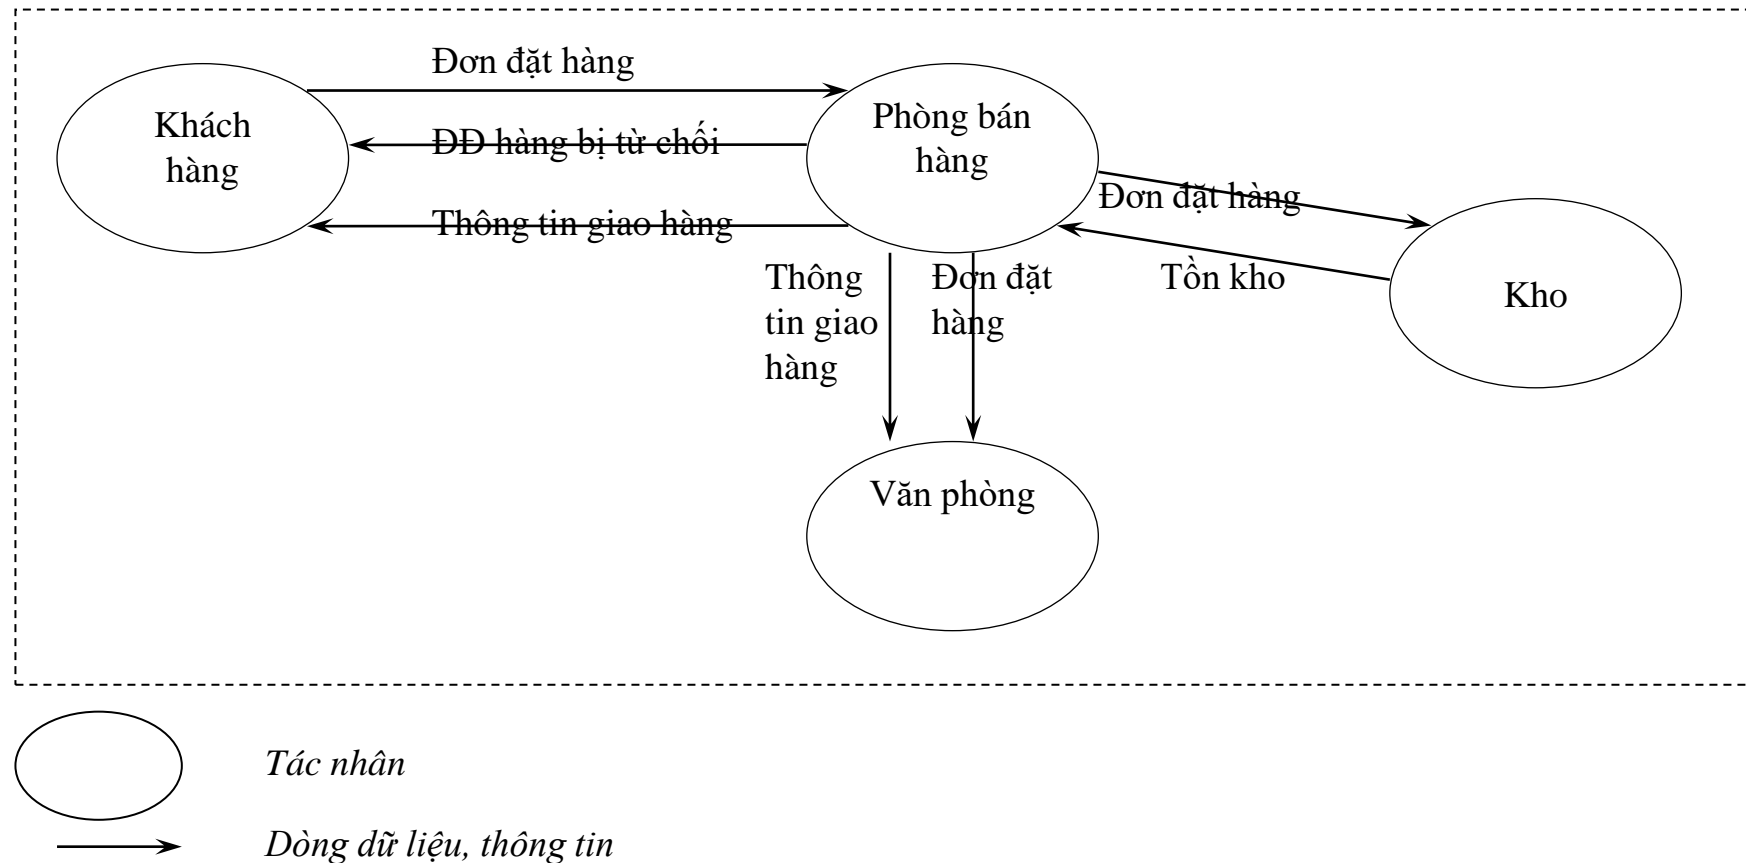 Đơn đặt hàng
Khách
hàng
Phòng bán
hàng
ĐĐ hàng bị từ chối
Đơn đặt hàng
Thông tin giao hàng
Thông
tin giao
hàng
Đơn đặt
hàng
Tồn kho
Kho
Văn phòng
Tác nhân
Dòng dữ liệu, thông tin